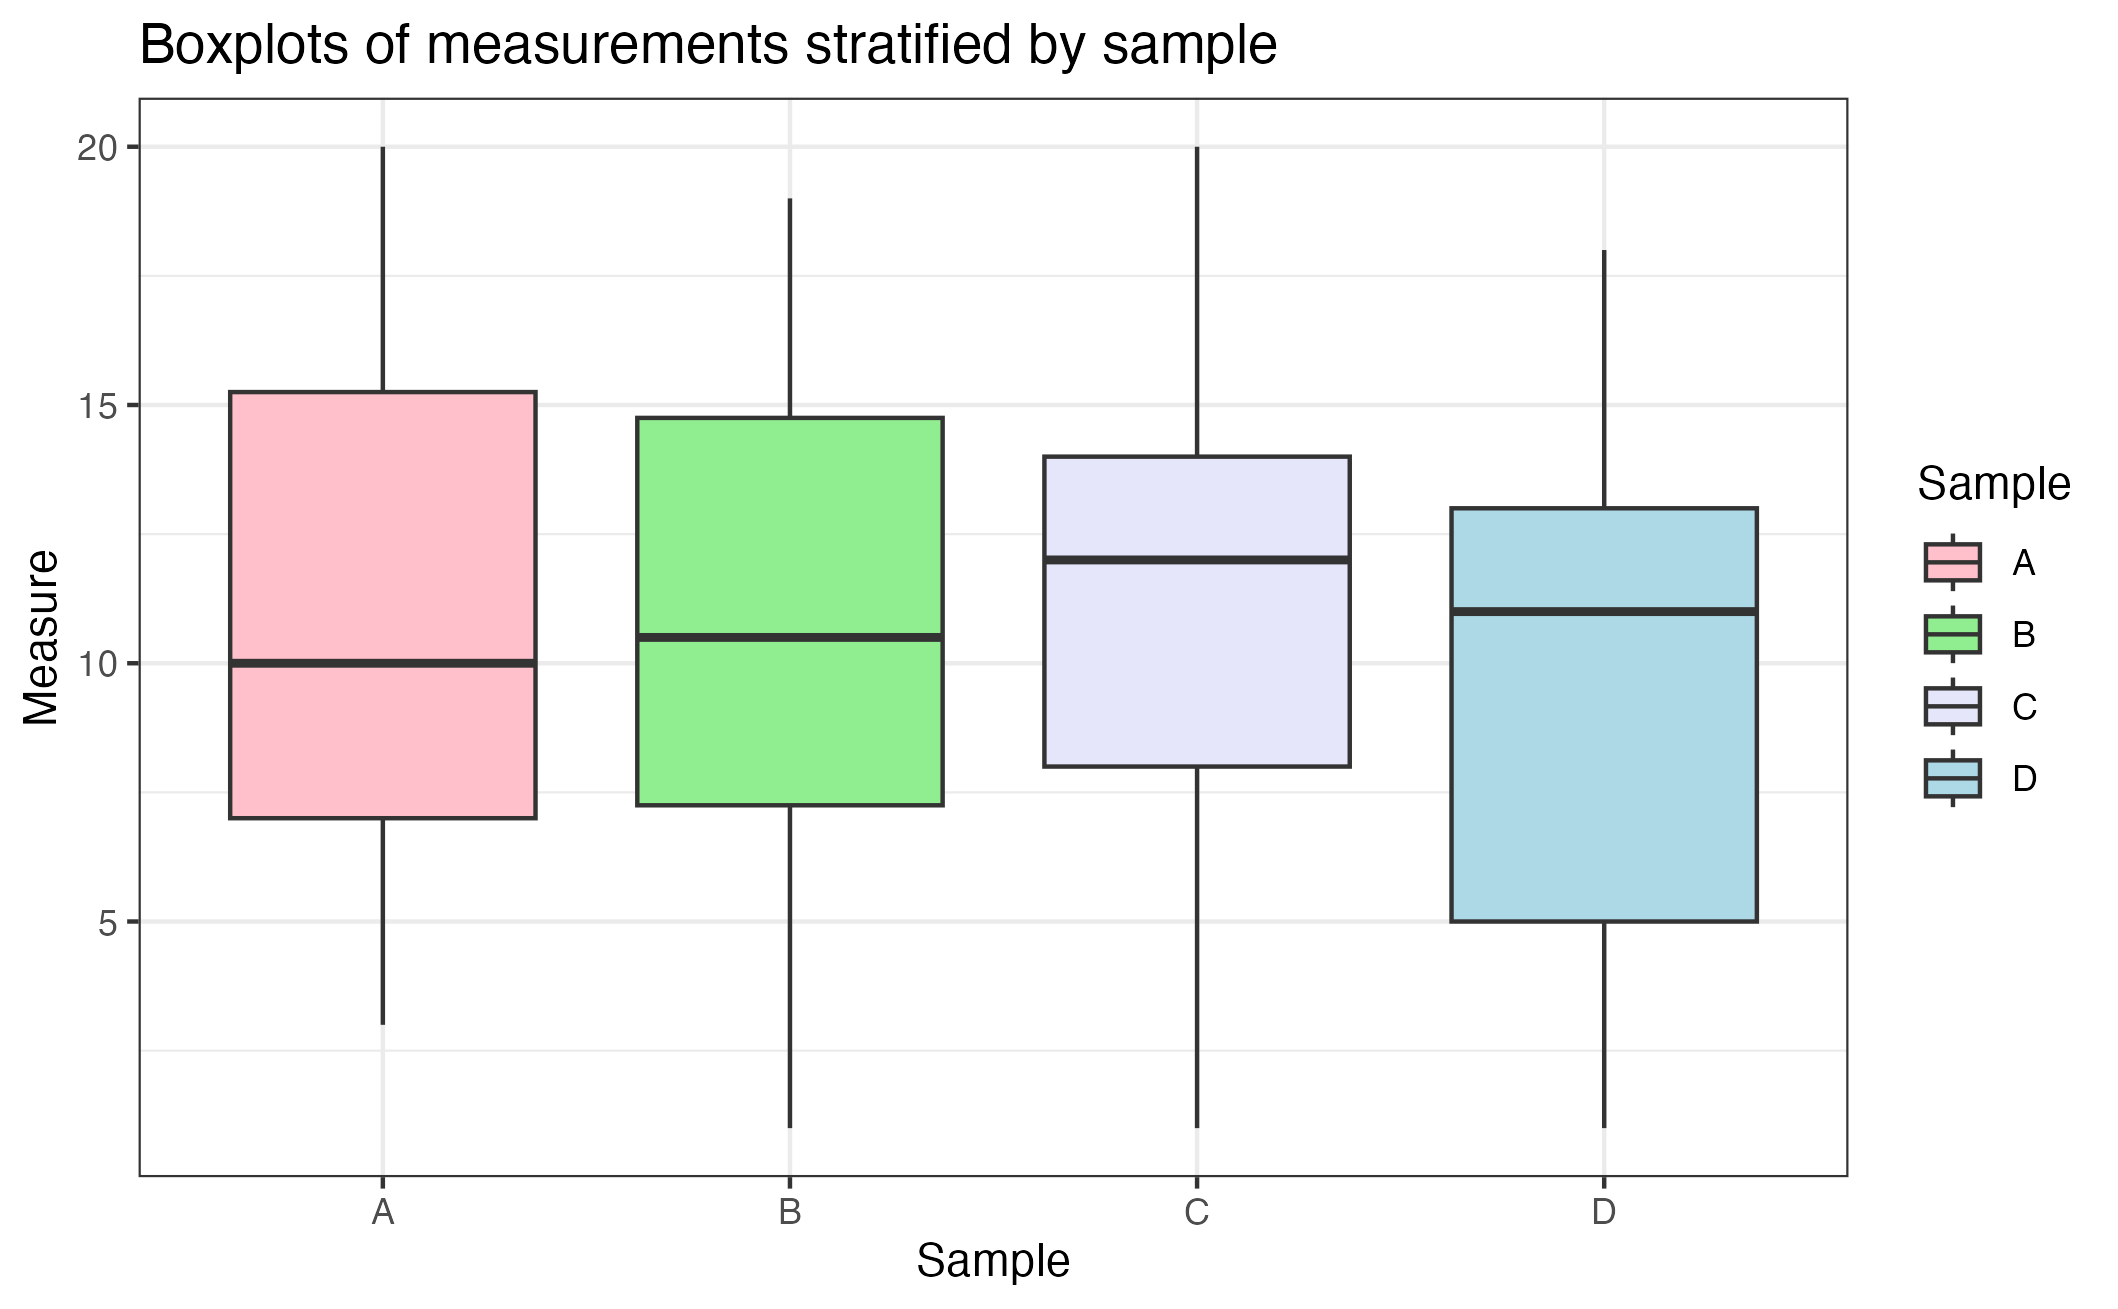 Boxplots of measurements stratified by sample
20
15
10
5
Measure
A B C D
Sample
Sample
A
B
C
D